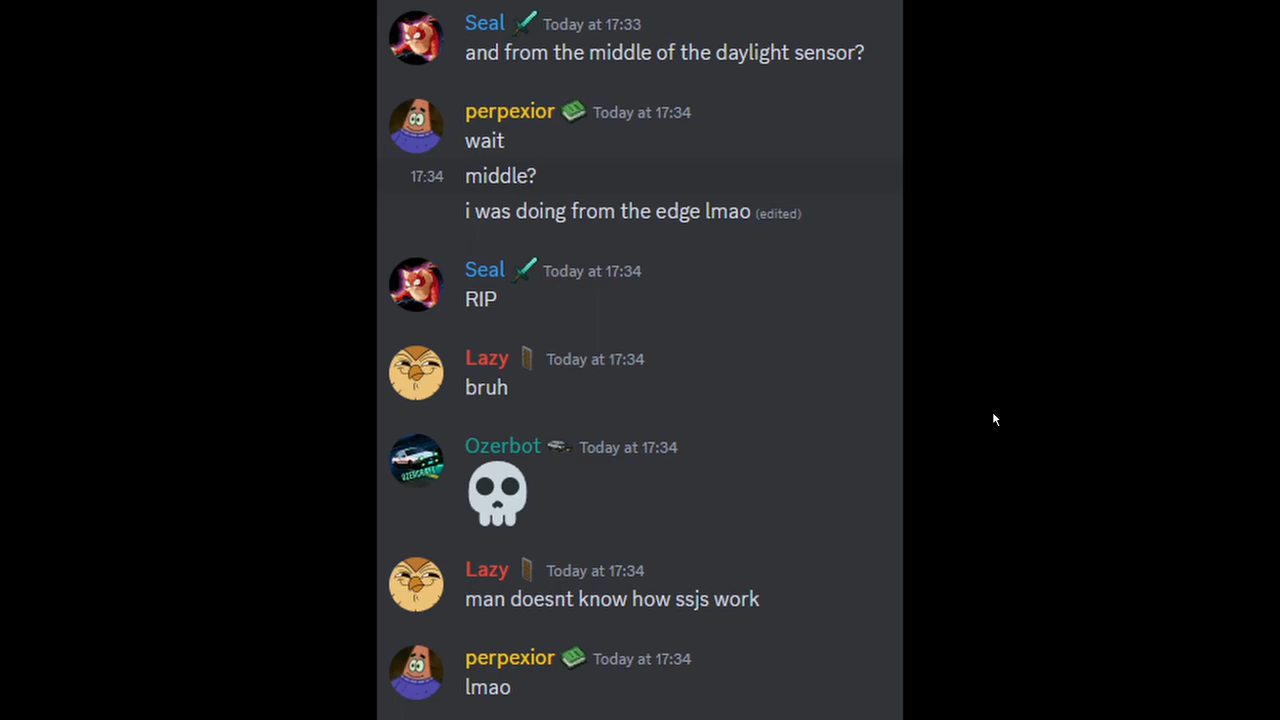 Seal Today at 17:33
and from the middle of the daylight sensor?
perpexior Today at 17:34
wait
17:34 middle?
i was doing from the edge lmao (edited)
Seal Today at 17:34
RIP
Lazy Today at 17:34
bruh
Ozerbot Today at 17:34
Lazy Today at 17:34
man doesnt know how ssjs work
perpexior Today at 17:34
lmao